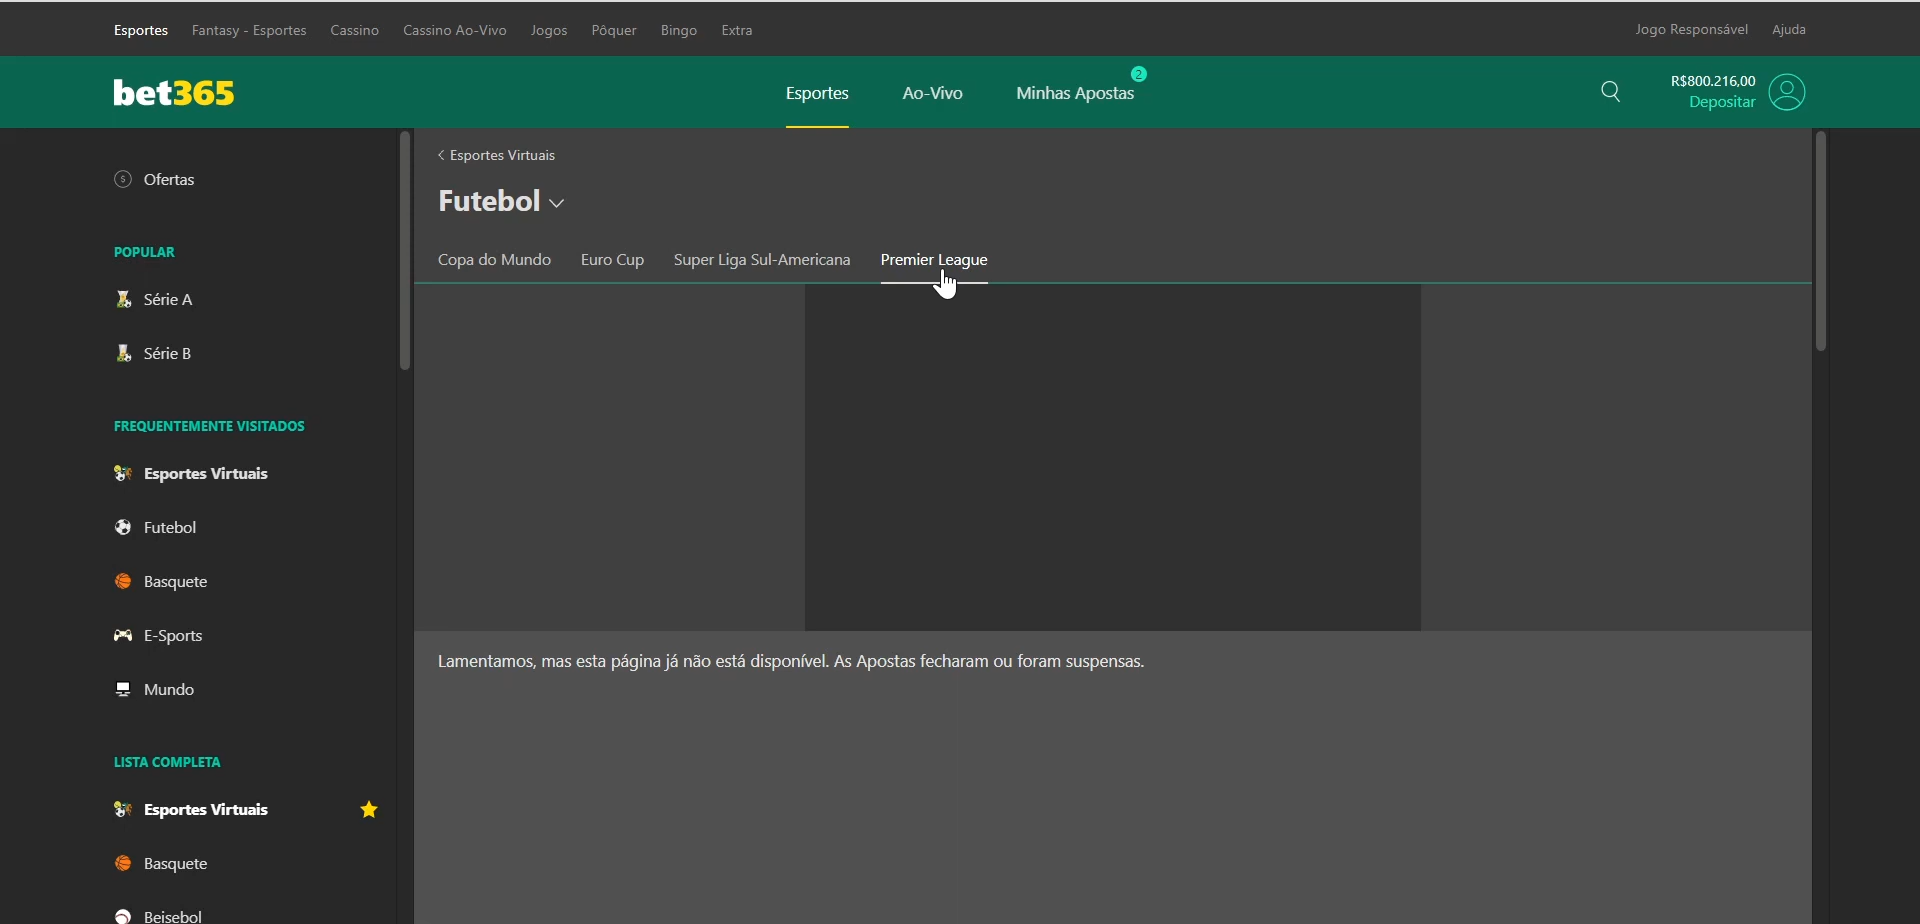 Esportes Fantasy - Esportes Cassino Cassino Ao-Vivo Jogos Pôquer Bingo Extra Jogo Responsável Ajuda
bet365 Esportes Ao-Vivo Minhas Apostas 2 R$800.216,00
Depositar
Ofertas
POPULAR
Série A
Série B
FREQUENTEMENTE VISITADOS
Esportes Virtuais
Futebol
Basquete
E-Sports
Mundo
LISTA COMPLETA
Esportes Virtuais
Basquete
Beisebol
Esportes Virtuais
Futebol
Copa do Mundo Euro Cup Super Liga Sul-Americana Premier League
Lamentamos, mas esta página já não está disponível. As Apostas fecharam ou foram suspensas.